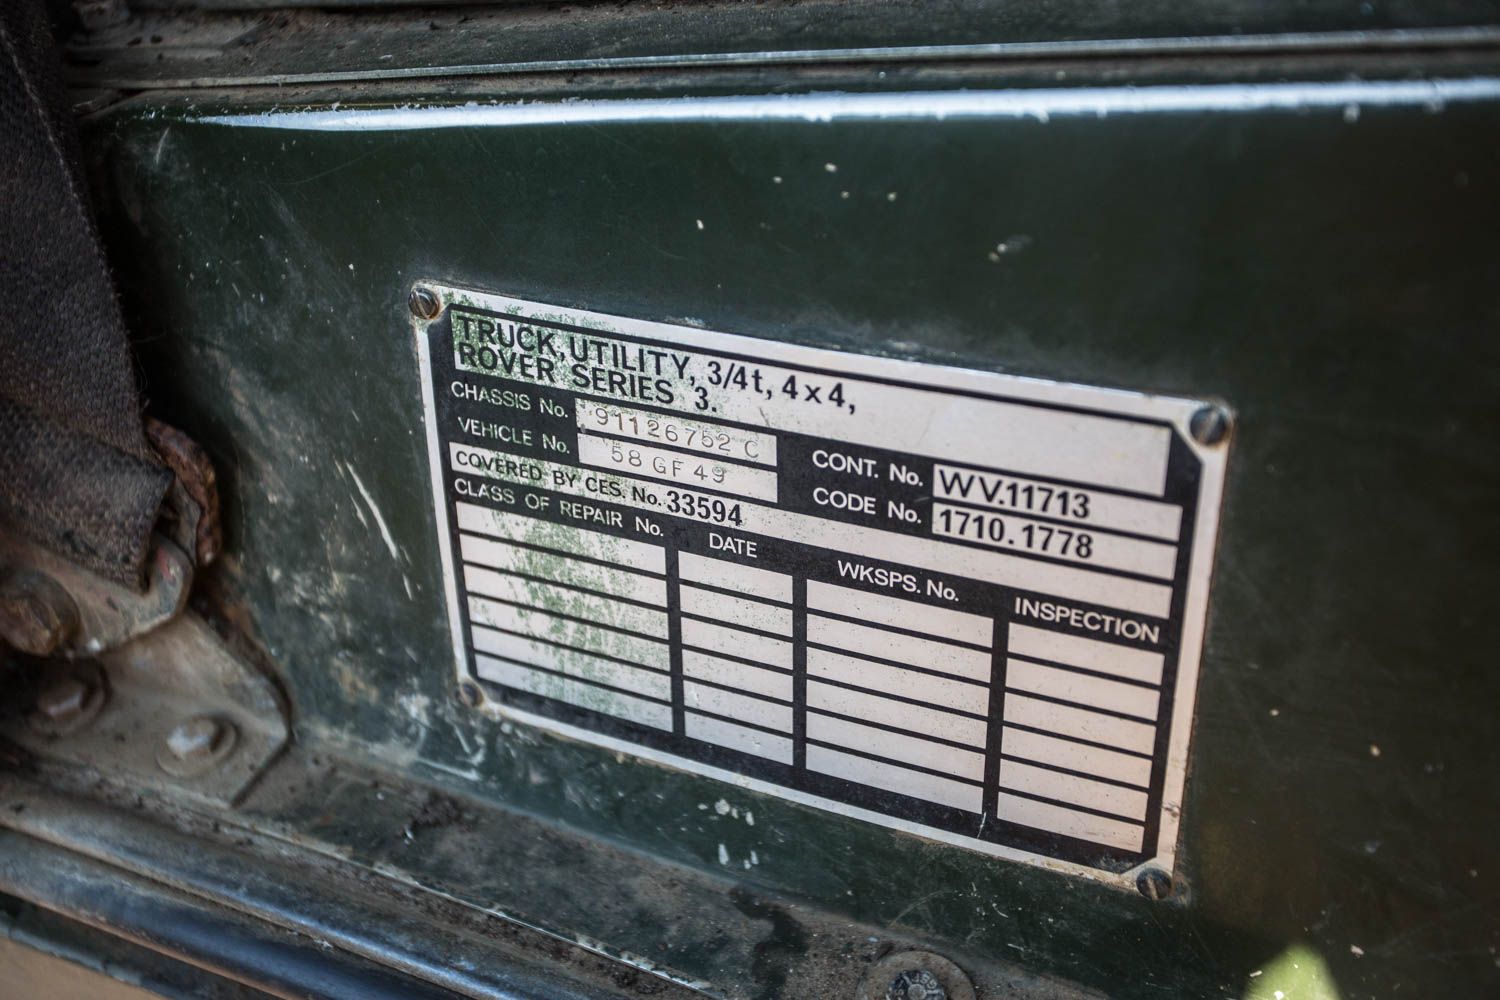 TRUCK, UTILITY, 3/4t, 4x4,
ROVER SERIES 3.
CHASSIS No. 91126752 C
VEHICLE No. 58 GF 49
CONT. No. WV.11713
CODE No. 1710.1778
COVERED BY CES. No. 33594
CLASS OF REPAIR No. DATE WKSPS. No. INSPECTION